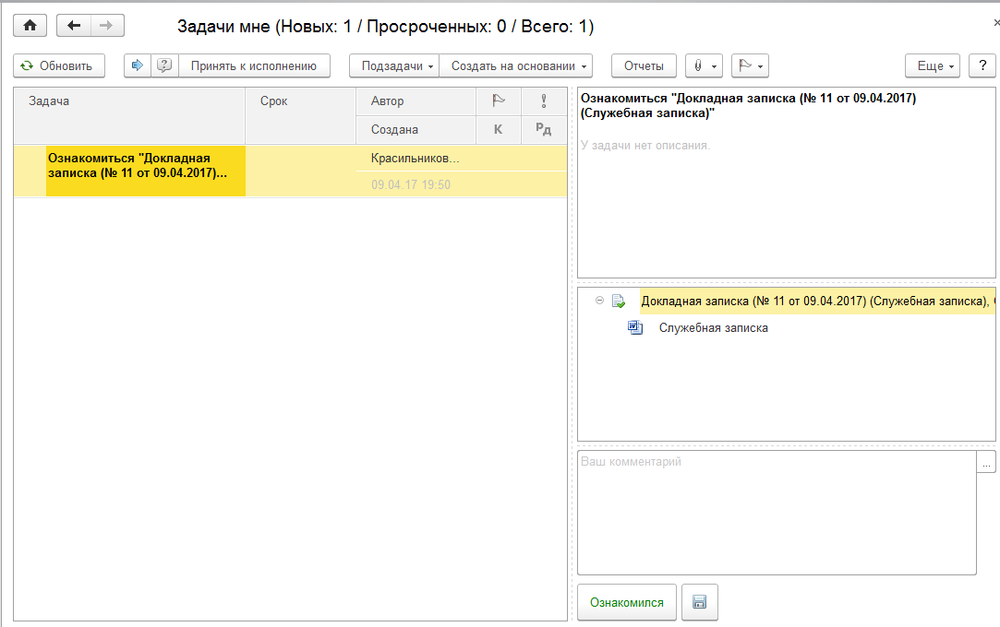 Задачи мне (Новых: 1 / Просроченных: 0 / Всего: 1)
Обновить
Принять к исполнению
Подзадачи
Создать на основании
Отчеты
Еще
?
Задача
Срок
Автор
Создана
К
Рд
Ознакомиться "Докладная
записка (№ 11 от 09.04.2017)...
Красильников...
09.04.17 19:50
Ознакомиться "Докладная записка (№ 11 от 09.04.2017)
(Служебная записка)"
У задачи нет описания.
Докладная записка (№ 11 от 09.04.2017) (Служебная записка),
Служебная записка
Ваш комментарий
...
Ознакомился